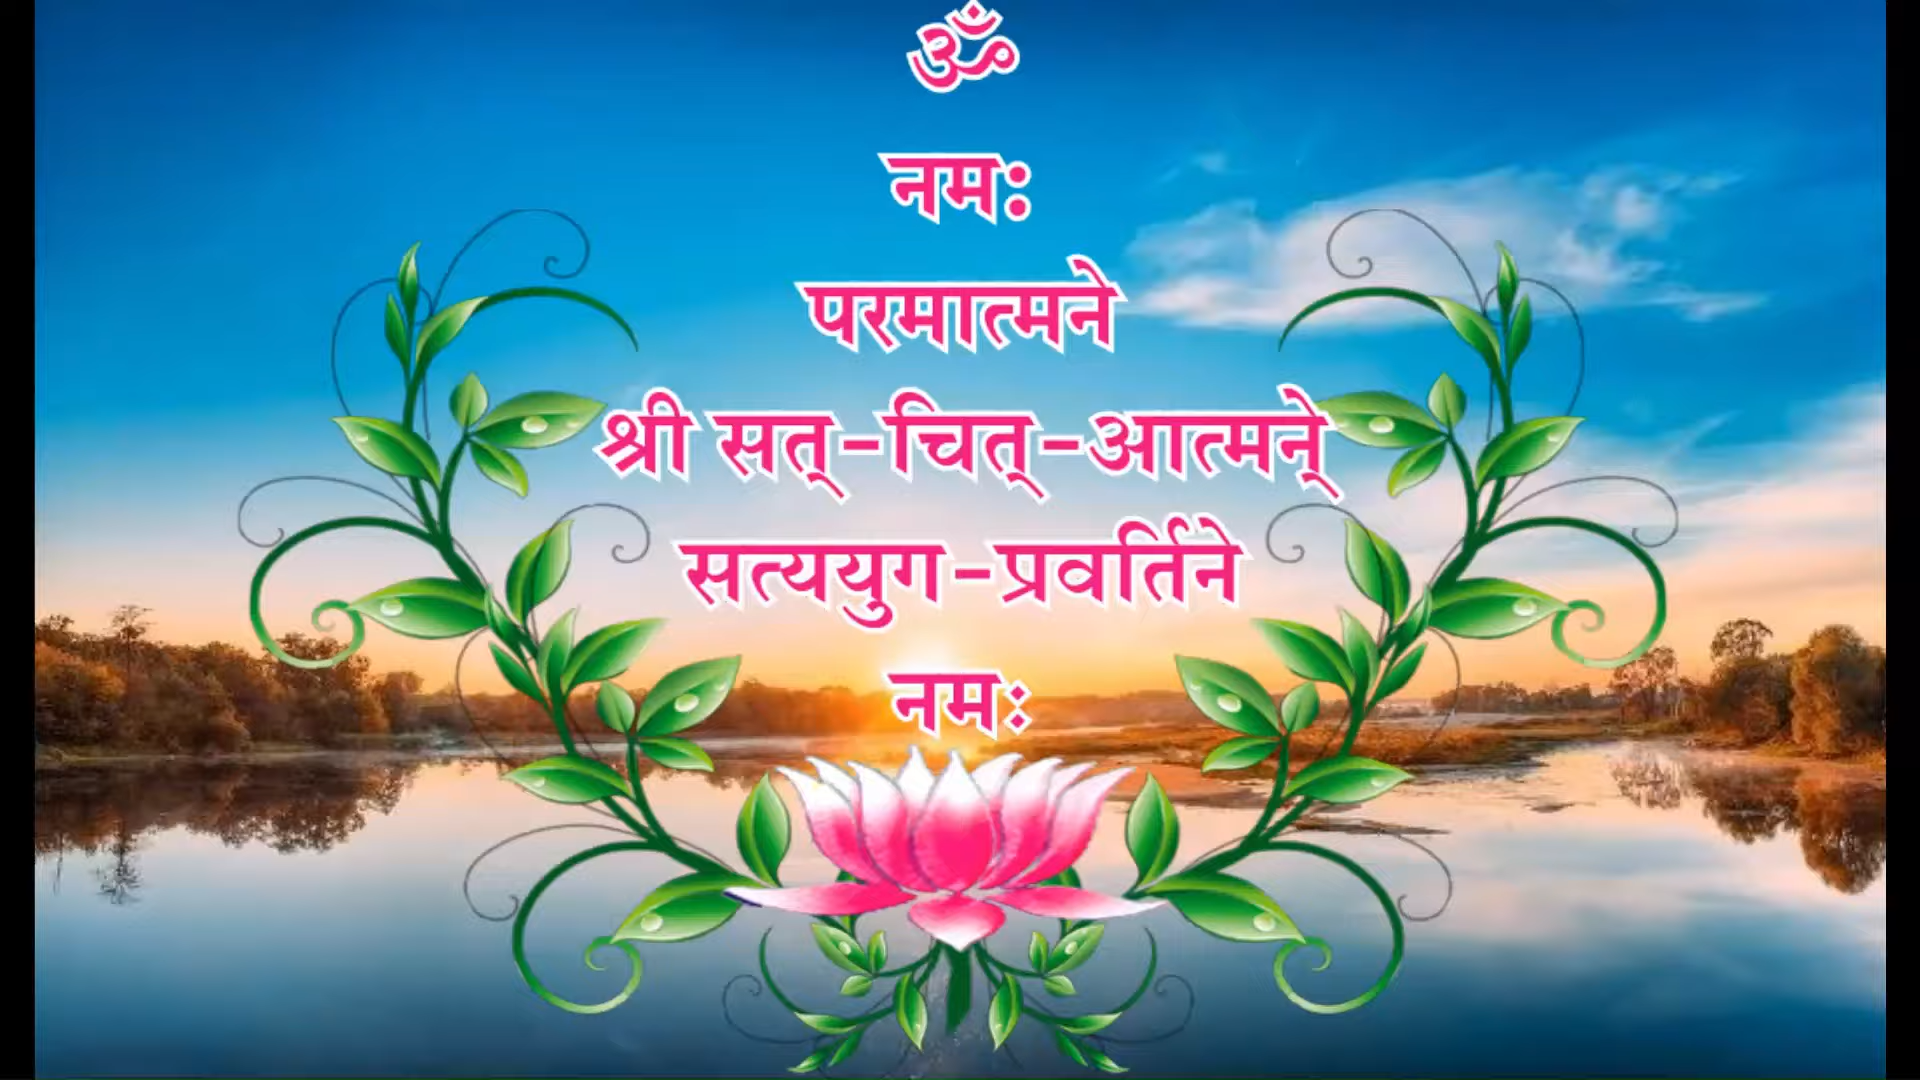 ॐ
नमः
परमात्मने
श्री सत्-चित्-आत्मने्
सत्ययुग-प्रवर्तिने
नमः